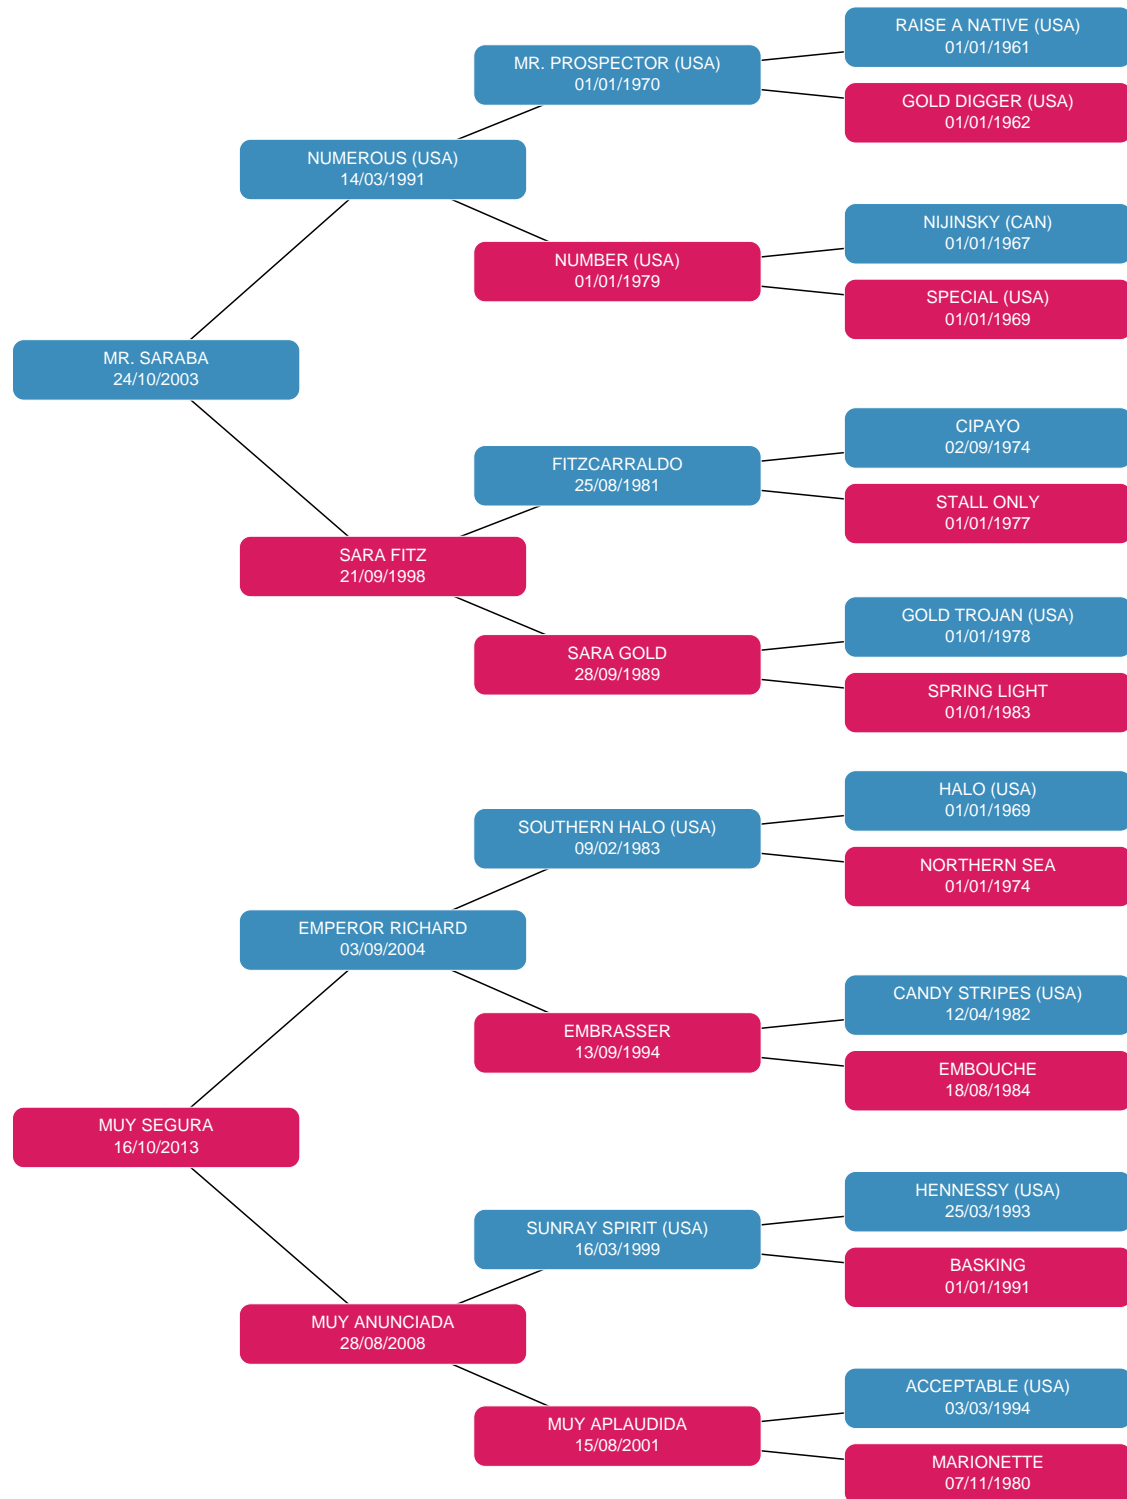 RAISE A NATIVE (USA)
01/01/1961
MR. PROSPECTOR (USA)
01/01/1970
GOLD DIGGER (USA)
01/01/1962
NUMEROUS (USA)
14/03/1991
NIJINSKY (CAN)
01/01/1967
NUMBER (USA)
01/01/1979
SPECIAL (USA)
01/01/1969
MR. SARABA
24/10/2003
CIPAYO
02/09/1974
FITZCARRALDO
25/08/1981
STALL ONLY
01/01/1977
SARA FITZ
21/09/1998
GOLD TROJAN (USA)
01/01/1978
SARA GOLD
28/09/1989
SPRING LIGHT
01/01/1983
HALO (USA)
01/01/1969
SOUTHERN HALO (USA)
09/02/1983
NORTHERN SEA
01/01/1974
EMPEROR RICHARD
03/09/2004
CANDY STRIPES (USA)
12/04/1982
EMBRASSER
13/09/1994
EMBOUCHE
18/08/1984
MUY SEGURA
16/10/2013
HENNESSY (USA)
25/03/1993
SUNRAY SPIRIT (USA)
16/03/1999
BASKING
01/01/1991
MUY ANUNCIADA
28/08/2008
ACCEPTABLE (USA)
03/03/1994
MUY APLAUDIDA
15/08/2001
MARIONETTE
07/11/1980